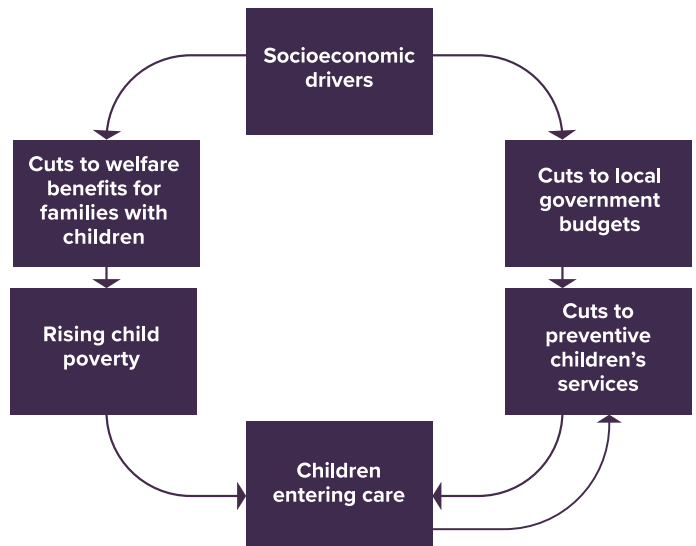 Socioeconomic
drivers
Cuts to welfare
benefits for
families with
children
Cuts to local
government
budgets
Rising child
poverty
Cuts to
preventive
children’s
services
Children
entering care